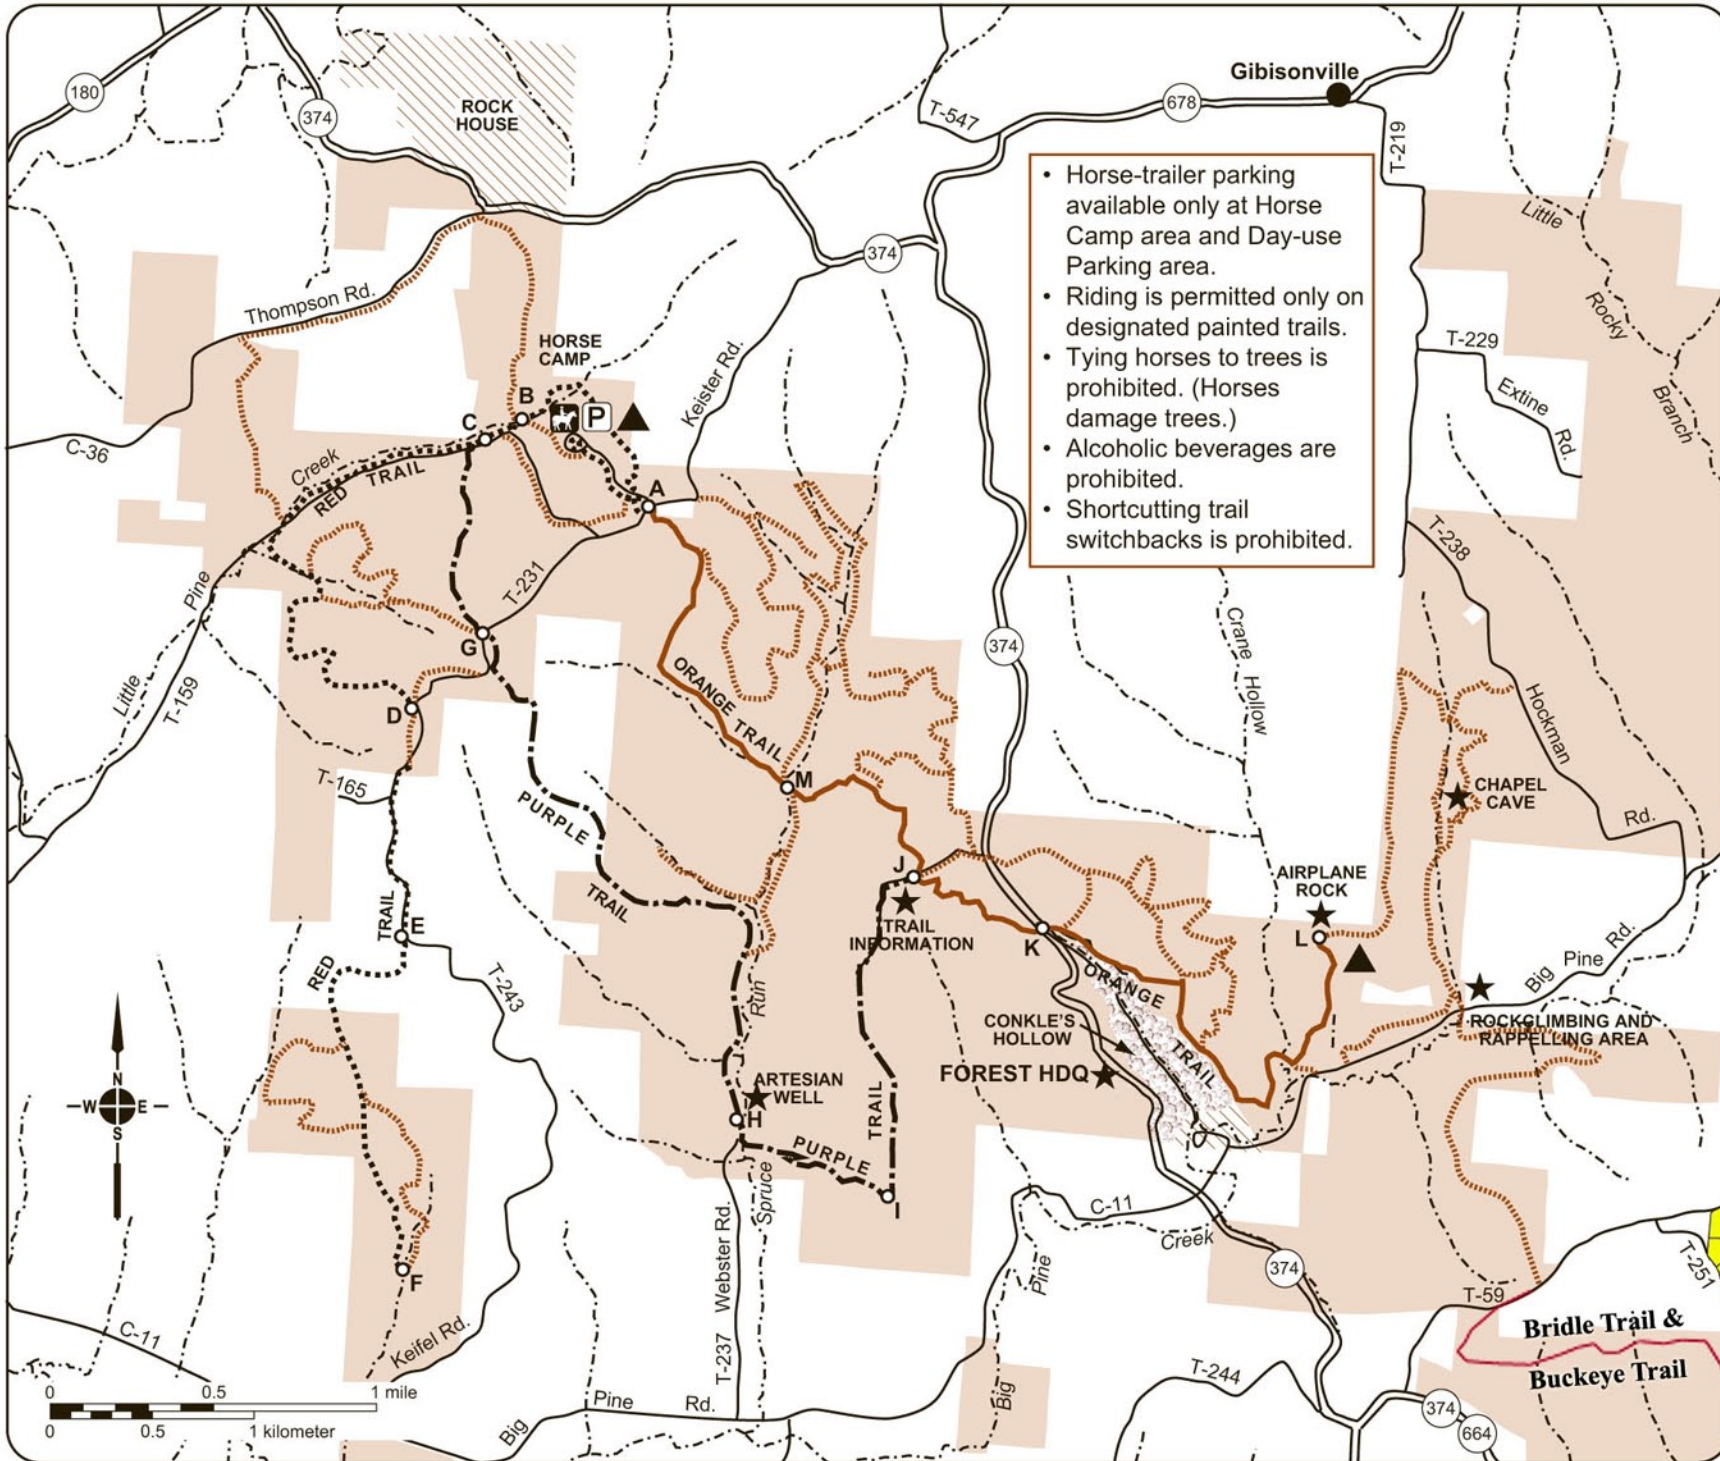 180
374
ROCK
HOUSE
T-547
678
Gibisonville
T-219
• Horse-trailer parking
available only at Horse
Camp area and Day-use
Parking area.
• Riding is permitted only on
designated painted trails.
• Tying horses to trees is
prohibited. (Horses
damage trees.)
• Alcoholic beverages are
prohibited.
• Shortcutting trail
switchbacks is prohibited.
Little
Rocky
Branch
374
Thompson Rd.
HORSE
CAMP
Keister Rd.
T-229
Extine
Rd.
B
P
C
C-36
Creek
RED TRAIL
A
T-238
Pine
T-231
Little
T-159
G
374
Crane
Hollow
ORANGE TRAIL
D
Hockman
Rd.
T-165
M
CHAPEL
CAVE
PURPLE
TRAIL
J
AIRPLANE
ROCK
TRAIL
E
TRAIL
INFORMATION
K
L
RED
T-243
Run
ORANGE
TRAIL
Big Pine Rd.
CONKLE'S
HOLLOW
ROCKCLIMBING AND
RAPPELLING AREA
FOREST HDQ
N
W E
S
ARTESIAN
WELL
H
TRAIL
PURPLE
I
Spruce
C-11
Creek
F
Webster Rd.
T-237
Pine
Big
374
T-251
T-59
Bridle Trail &
Buckeye Trail
C-11
Keifel Rd.
T-244
0 0.5 1 mile
0 0.5 1 kilometer
Big Pine Rd.
374
664